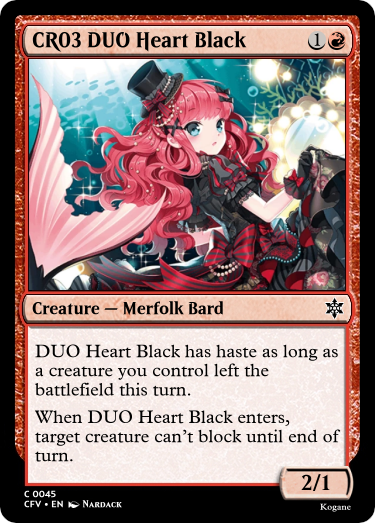 CR03 DUO Heart Black 1
Creature — Merfolk Bard
DUO Heart Black has haste as long as
a creature you control left the
battlefield this turn.
When DUO Heart Black enters,
target creature can't block until end of
turn.
2/1
C 0045
CFV • EN Nardack
Kogane